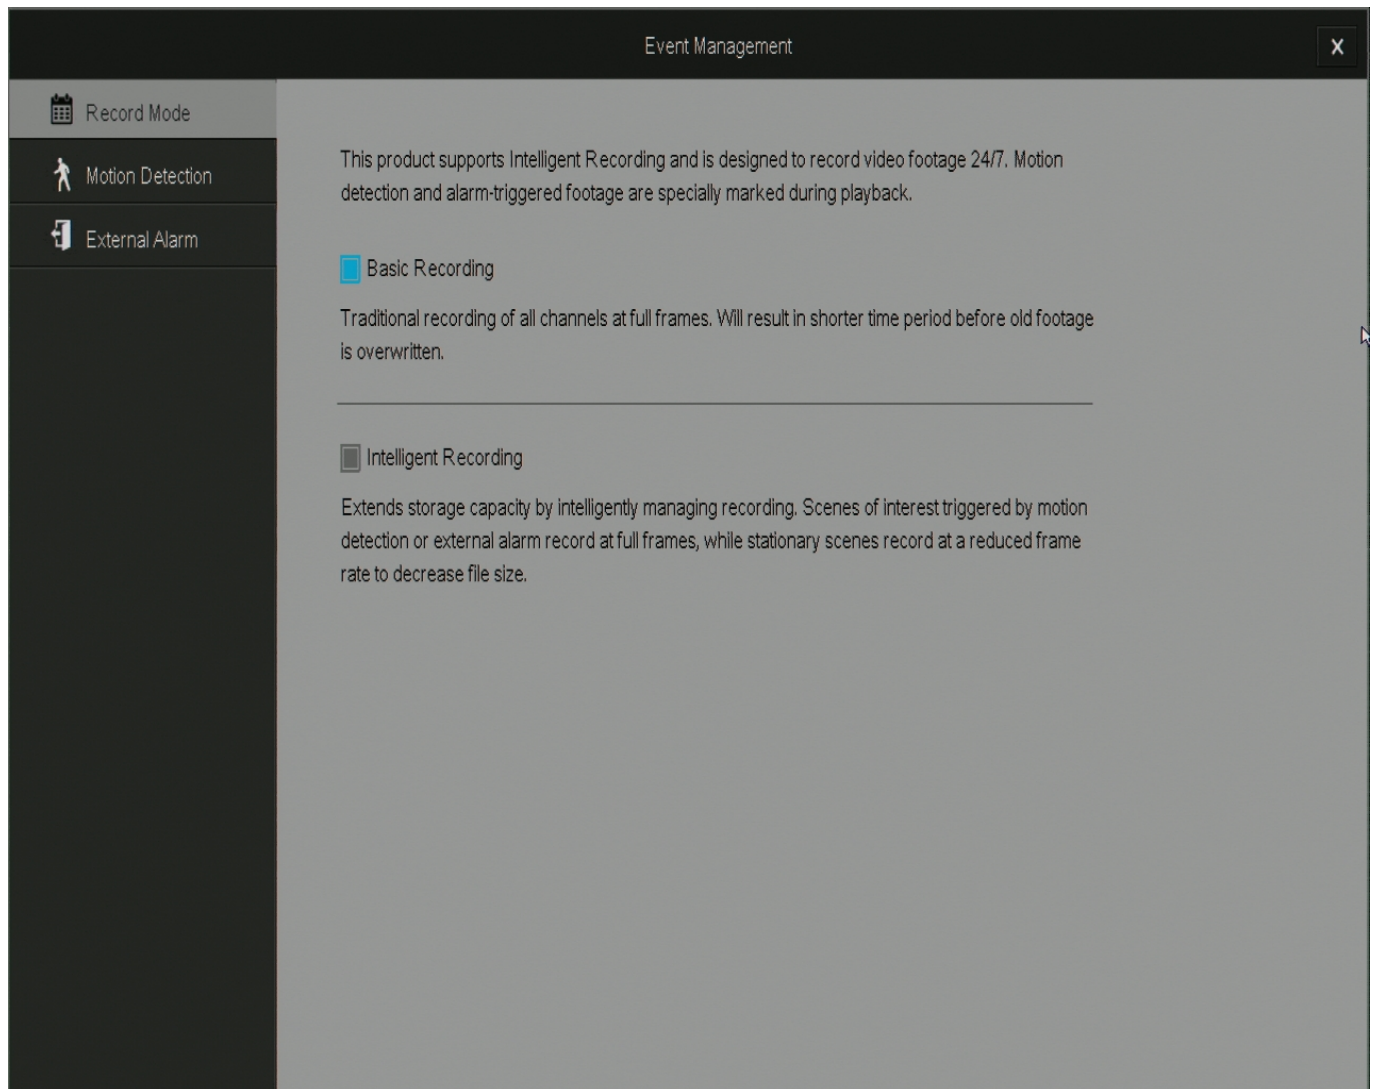 Event Management
X
Record Mode
Motion Detection
External Alarm
This product supports Intelligent Recording and is designed to record video footage 24/7. Motion
detection and alarm-triggered footage are specially marked during playback.
Basic Recording
Traditional recording of all channels at full frames. Will result in shorter time period before old footage
is overwritten.
Intelligent Recording
Extends storage capacity by intelligently managing recording. Scenes of interest triggered by motion
detection or external alarm record at full frames, while stationary scenes record at a reduced frame
rate to decrease file size.